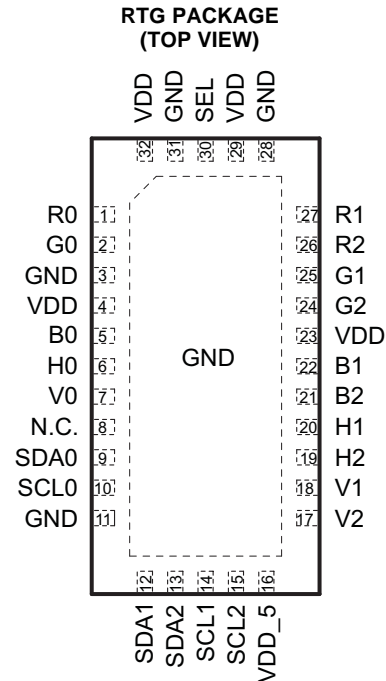 RTG PACKAGE
(TOP VIEW)
VDD GND SEL VDD GND
32 31 30 29 28
R0 1 27 R1
G0 2 26 R2
GND 3 25 G1
VDD 4 24 G2
B0 5 23 VDD
H0 6 GND 22 B1
V0 7 21 B2
N.C. 8 20 H1
SDA0 9 19 H2
SCL0 10 18 V1
GND 11 17 V2
12 13 14 15 16
SDA1 SDA2 SCL1 SCL2 VDD_5